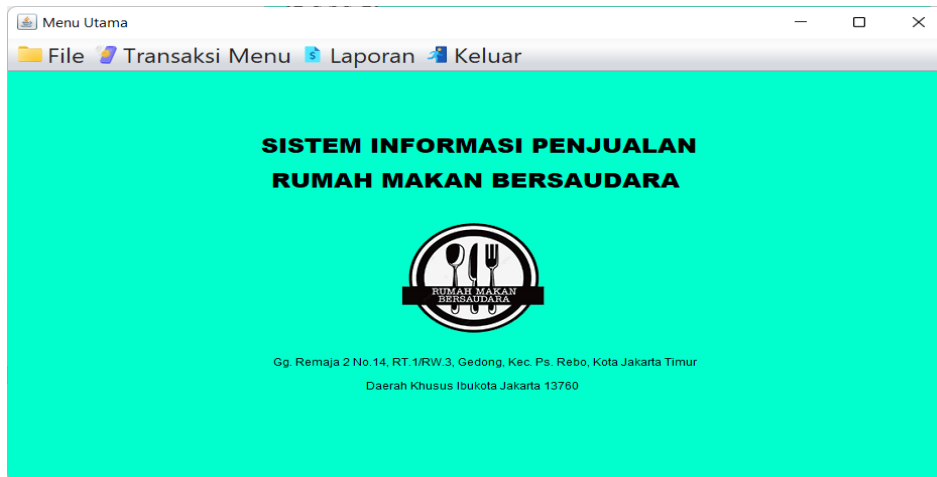 Menu Utama
File Transaksi Menu Laporan Keluar
SISTEM INFORMASI PENJUALAN
RUMAH MAKAN BERSAUDARA
RUMAH MAKAN
BERSAUDARA
Gg. Remaja 2 No.14, RT.1/RW.3, Gedong, Kec. Ps. Rebo, Kota Jakarta Timur
Daerah Khusus Ibukota Jakarta 13760